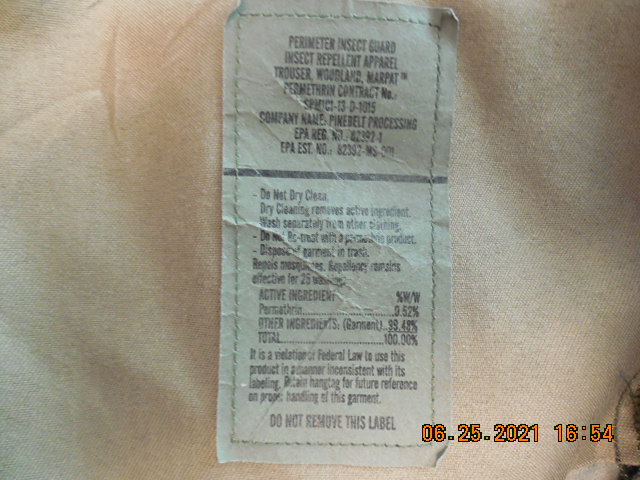 PERIMETER INSECT GUARD
INSECT REPELLENT APPAREL
TROUSER, WOODLAND, MARPAT™
PERMETHRIN CONTRACT No.:
SPM1C1-13-D-1015
COMPANY NAME: PINEBELT PROCESSING
EPA REG. NO.: 82392-1
EPA EST. NO.: 82392-MS-001
- Do Not Dry Clean.
Dry Cleaning removes active ingredient.
- Wash separately from other clothing.
- Do Not Re-treat with a permethrin product.
- Dispose of garment in trash.
Repels mosquitoes. Repellency remains
effective for 25 washings.
ACTIVE INGREDIENT %W/W
Permethrin..............................0.52%
OTHER INGREDIENTS: (Garment)..99.48%
TOTAL..............................100.00%
It is a violation of Federal Law to use this
product in a manner inconsistent with its
labeling. Retain hangtag for future reference
on proper handling of this garment.
DO NOT REMOVE THIS LABEL
06.25.2021 16:54